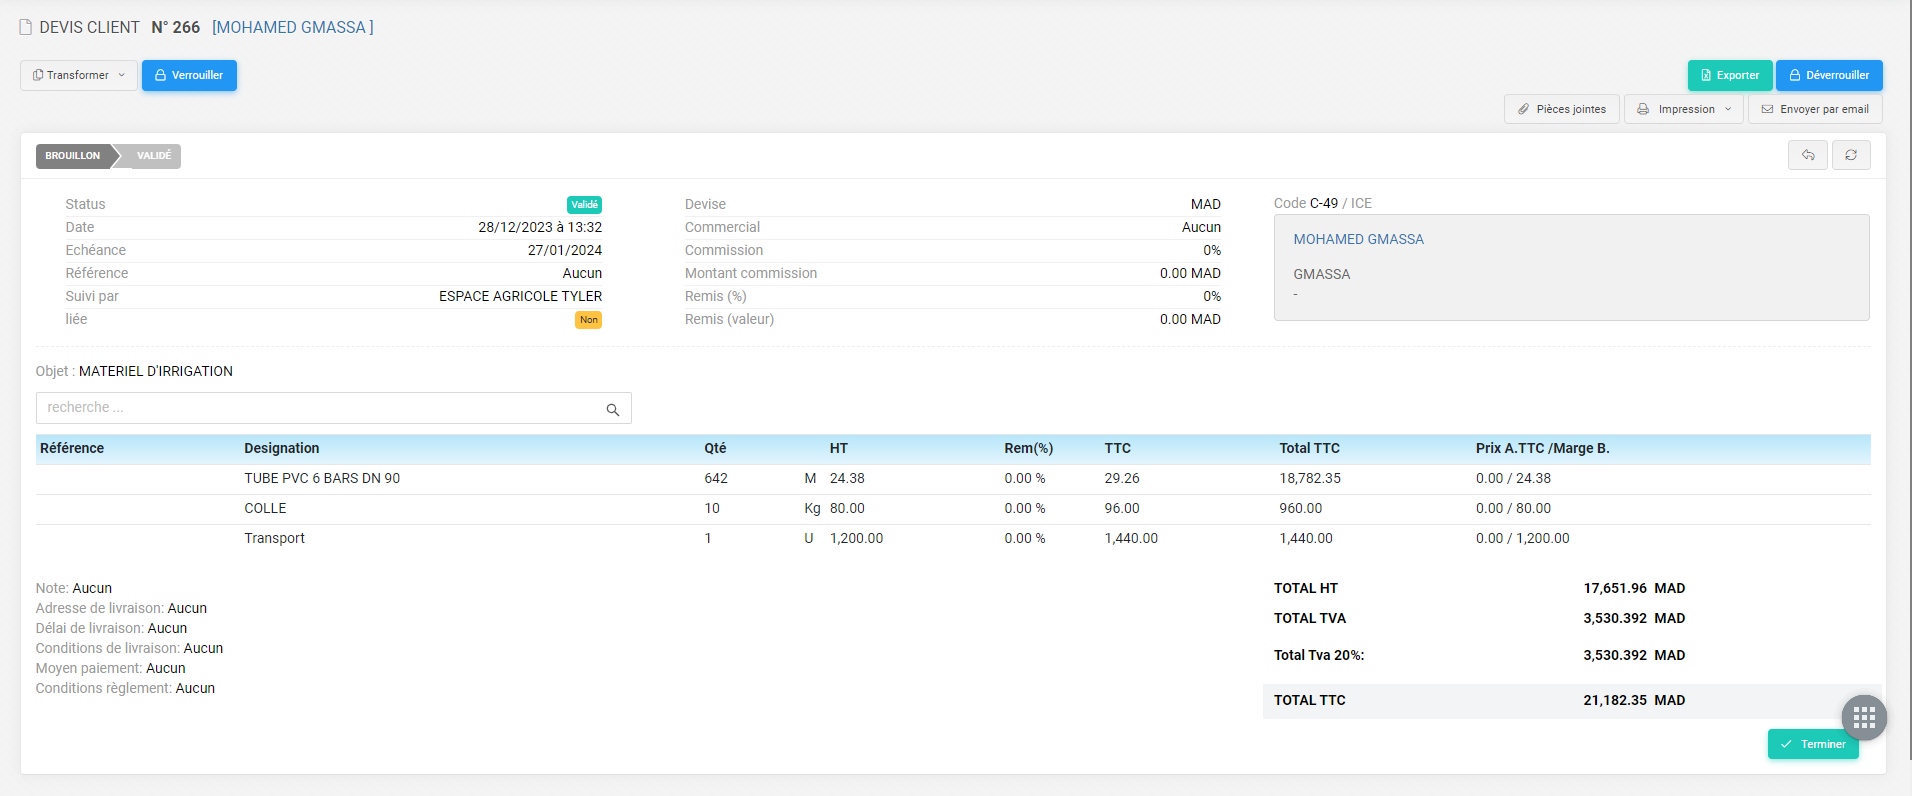 DEVIS CLIENT N° 266 [MOHAMED GMASSA ]
Transformer Verrouiller Exporter Déverrouiller
Pièces jointes Impression Envoyer par email
BROUILLON VALIDÉ
Status Validé
Date 28/12/2023 à 13:32
Echéance 27/01/2024
Référence Aucun
Suivi par ESPACE AGRICOLE TYLER
liée Non
Devise MAD
Commercial Aucun
Commission 0%
Montant commission 0.00 MAD
Remis (%) 0%
Remis (valeur) 0.00 MAD
Code C-49 / ICE
MOHAMED GMASSA
GMASSA
-
Objet : MATERIEL D'IRRIGATION
recherche ...
Référence Designation Qté HT Rem(%) TTC Total TTC Prix A.TTC /Marge B.
TUBE PVC 6 BARS DN 90 642 M 24.38 0.00 % 29.26 18,782.35 0.00 / 24.38
COLLE 10 Kg 80.00 0.00 % 96.00 960.00 0.00 / 80.00
Transport 1 U 1,200.00 0.00 % 1,440.00 1,440.00 0.00 / 1,200.00
Note: Aucun
Adresse de livraison: Aucun
Délai de livraison: Aucun
Conditions de livraison: Aucun
Moyen paiement: Aucun
Conditions règlement: Aucun
TOTAL HT 17,651.96 MAD
TOTAL TVA 3,530.392 MAD
Total Tva 20%: 3,530.392 MAD
TOTAL TTC 21,182.35 MAD
Terminer